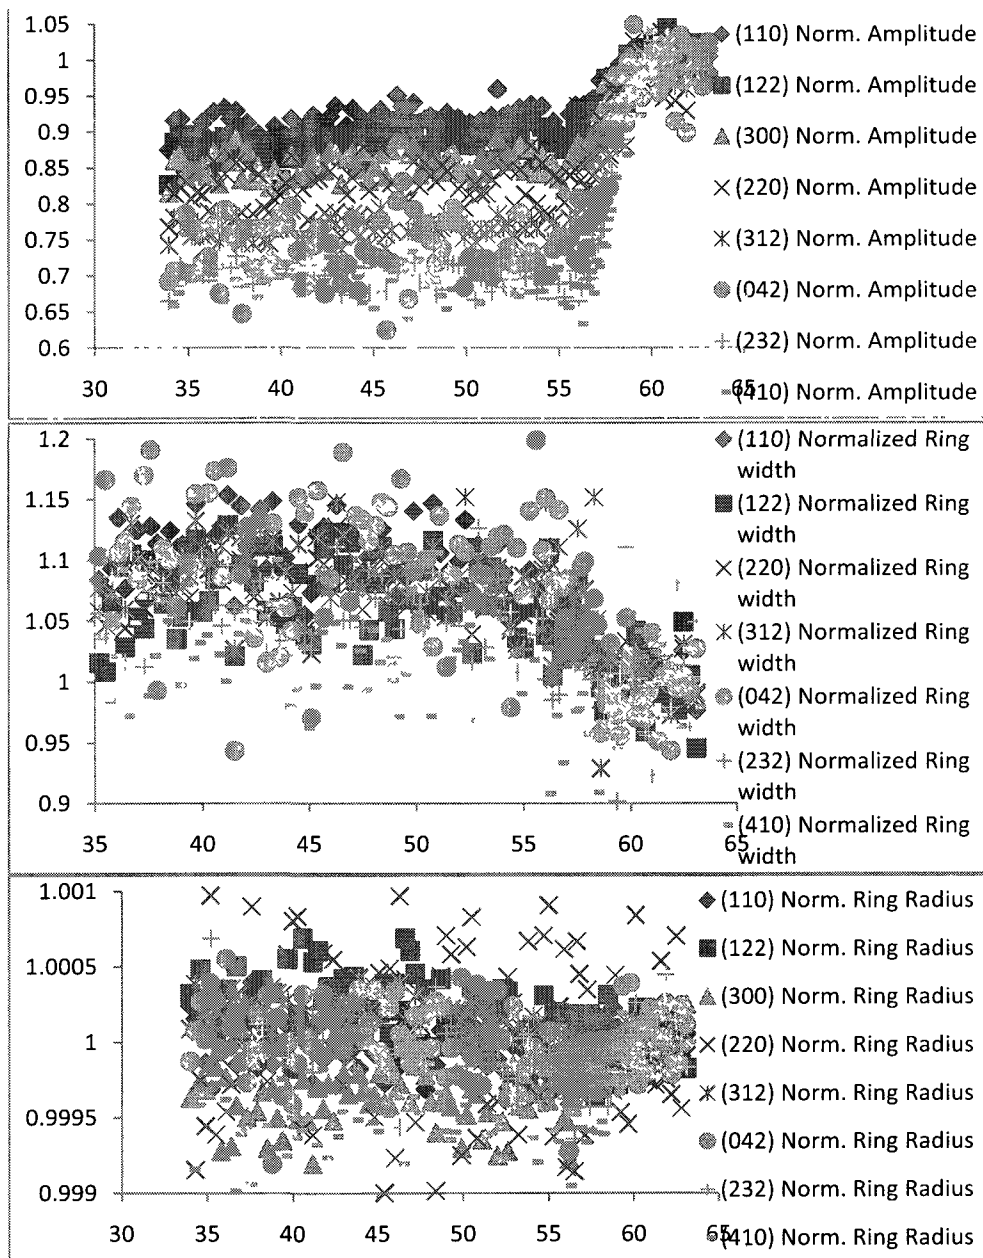 1.05
1
0.95
0.9
0.85
0.8
0.75
0.7
0.65
0.6
30 35 40 45 50 55 60 65
(110) Norm. Amplitude
(122) Norm. Amplitude
(300) Norm. Amplitude
(220) Norm. Amplitude
(312) Norm. Amplitude
(042) Norm. Amplitude
(232) Norm. Amplitude
(410) Norm. Amplitude
1.2
1.15
1.1
1.05
1
0.95
0.9
35 40 45 50 55 60 65
(110) Normalized Ring
width
(122) Normalized Ring
width
(220) Normalized Ring
width
(312) Normalized Ring
width
(042) Normalized Ring
width
(232) Normalized Ring
width
(410) Normalized Ring
width
1.001
1.0005
1
0.9995
0.999
30 35 40 45 50 55 60 65
(110) Norm. Ring Radius
(122) Norm. Ring Radius
(300) Norm. Ring Radius
(220) Norm. Ring Radius
(312) Norm. Ring Radius
(042) Norm. Ring Radius
(232) Norm. Ring Radius
(410) Norm. Ring Radius